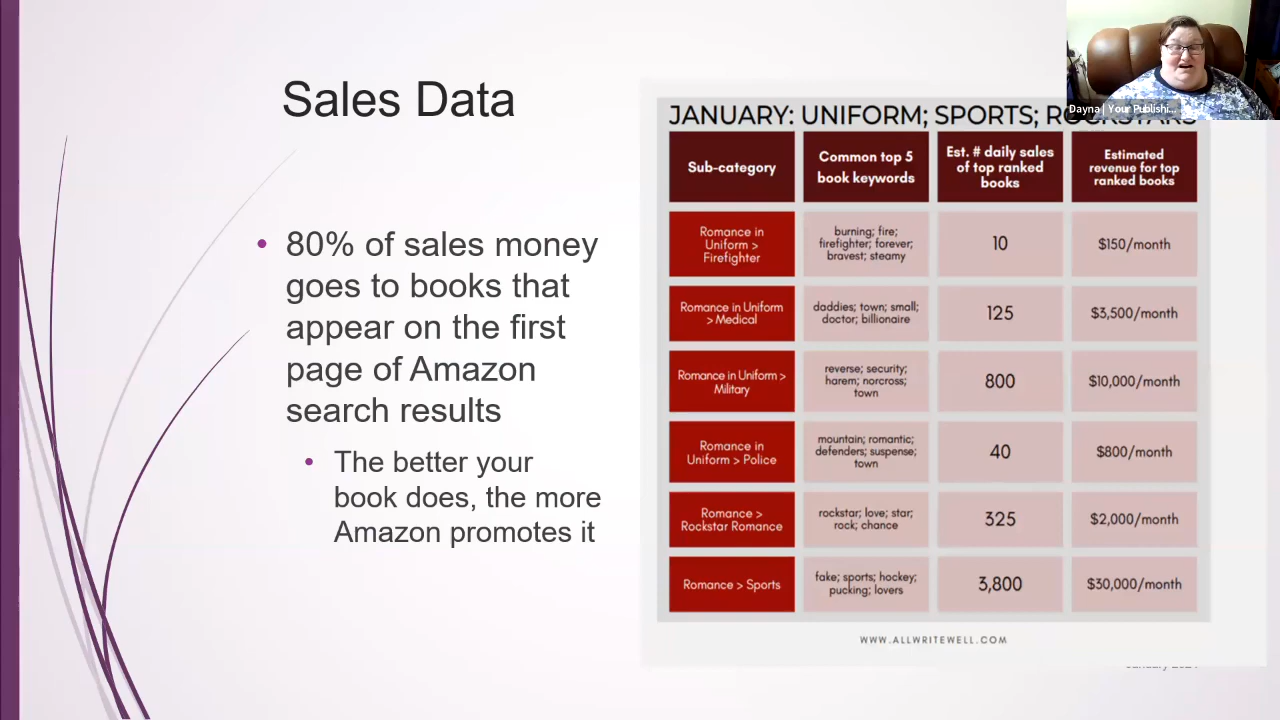 Sales Data
80% of sales money
goes to books that
appear on the first
page of Amazon
search results
The better your
book does, the more
Amazon promotes it
Dayna | Your Publishi...
JANUARY: UNIFORM; SPORTS; ROCKSTARS
Sub-category
Common top 5
book keywords
Est. # daily sales
of top ranked
books
Estimated
revenue for top
ranked books
Romance in
Uniform >
Firefighter
burning; fire;
firefighter; forever;
bravest; steamy
10
$150/month
Romance in Uniform
> Medical
daddies; town; small;
doctor; billionaire
125
$3,500/month
Romance in Uniform >
Military
reverse; security;
harem; norcross;
town
800
$10,000/month
Romance in
Uniform > Police
mountain; romantic;
defenders; suspense;
town
40
$800/month
Romance >
Rockstar Romance
rockstar; love; star;
rock; chance
325
$2,000/month
Romance > Sports
fake; sports; hockey;
pucking; lovers
3,800
$30,000/month
WWW.ALLWRITEWELL.COM